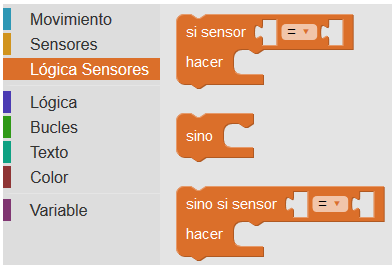 Movimiento
Sensores
Lógica Sensores
Lógica
Bucles
Texto
Color
Variable
si sensor = ▾
hacer
sino
sino si sensor = ▾
hacer